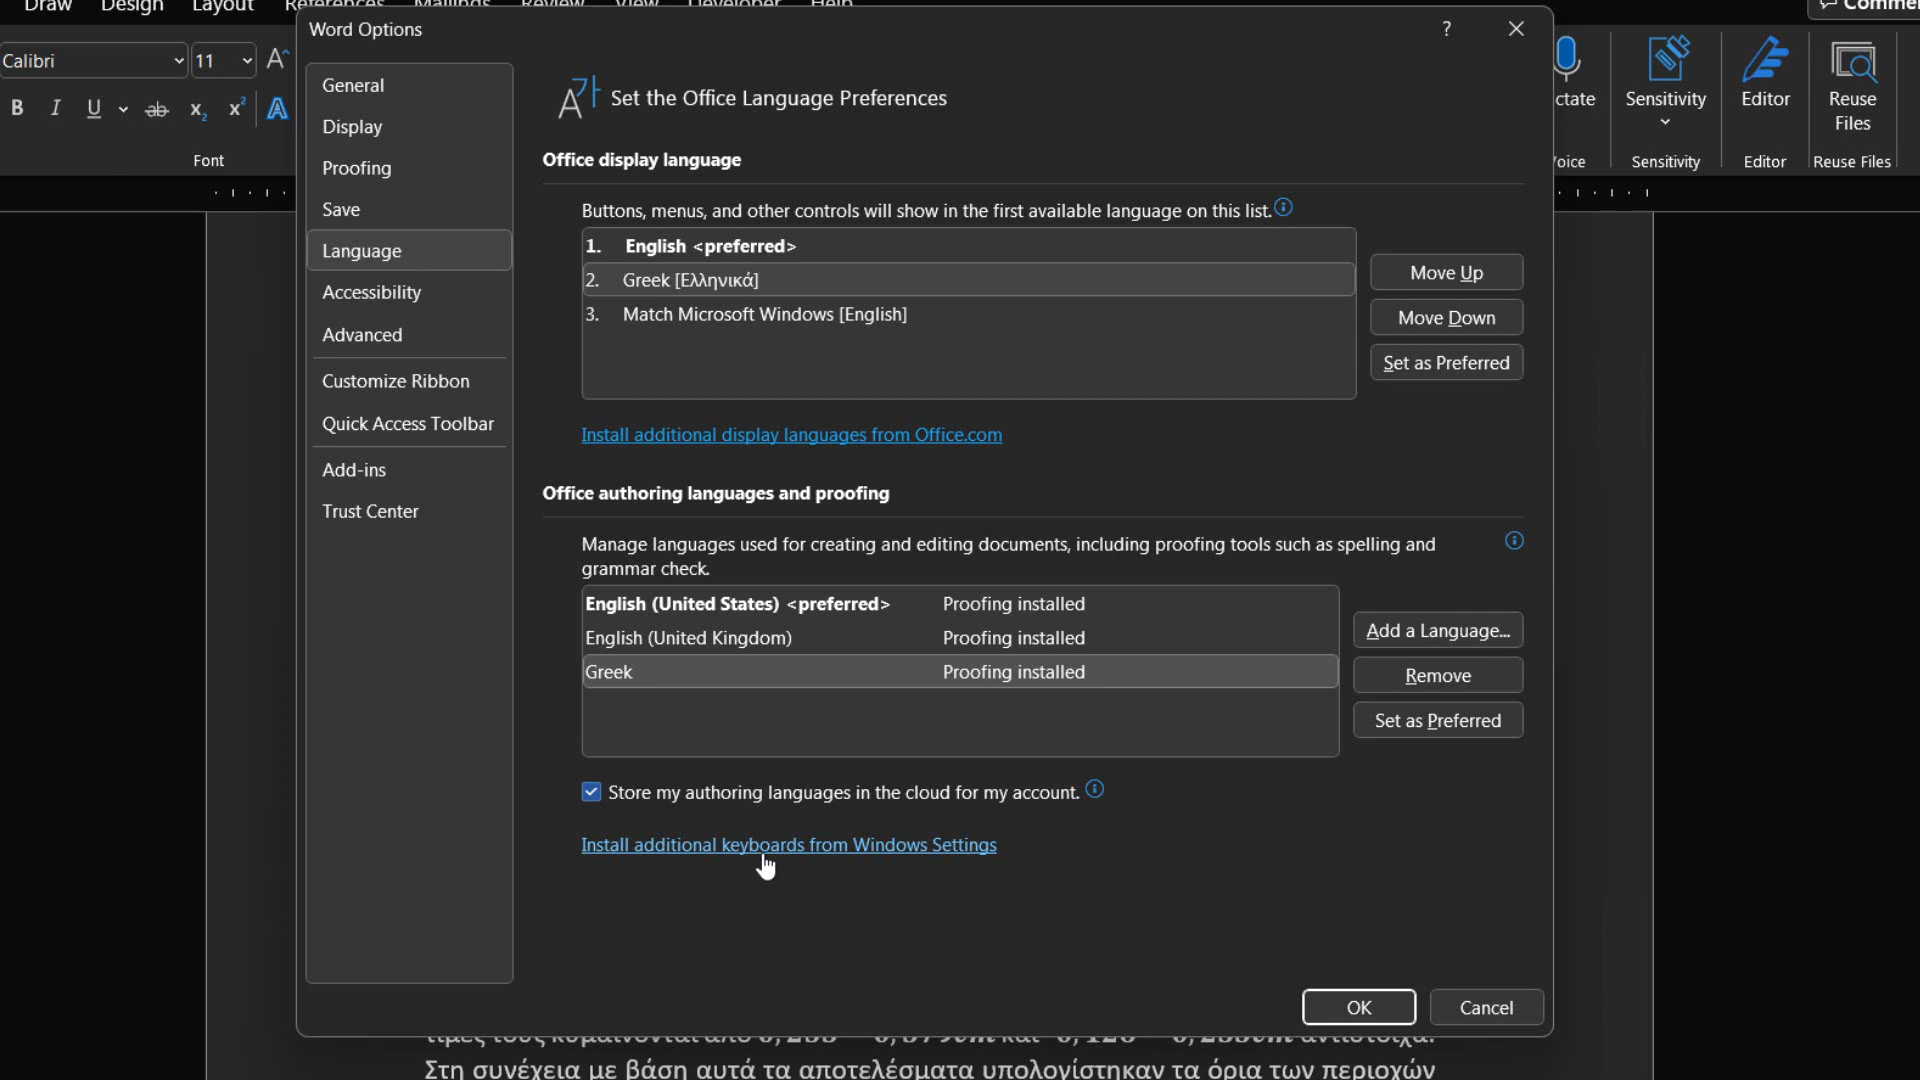 Draw Design Layout References Mailings Review View Developer Help
Word Options
?
Calibri
11
B I U ab x₂ x² A
Font
General
Display
Proofing
Save
Language
Accessibility
Advanced
Customize Ribbon
Quick Access Toolbar
Add-ins
Trust Center
Set the Office Language Preferences
Office display language
Buttons, menus, and other controls will show in the first available language on this list.
1. English <preferred>
2. Greek [Ελληνικά]
3. Match Microsoft Windows [English]
Move Up
Move Down
Set as Preferred
Install additional display languages from Office.com
Office authoring languages and proofing
Manage languages used for creating and editing documents, including proofing tools such as spelling and
grammar check.
English (United States) <preferred> Proofing installed
English (United Kingdom) Proofing installed
Greek Proofing installed
Add a Language...
Remove
Set as Preferred
Store my authoring languages in the cloud for my account.
Install additional keyboards from Windows Settings
OK
Cancel
Sensitivity
Editor
Reuse
Files
Sensitivity
Editor
Reuse Files
Στη συνέχεια με βάση αυτά τα αποτελέσματα υπολογίστηκαν τα όρια των περιοχών